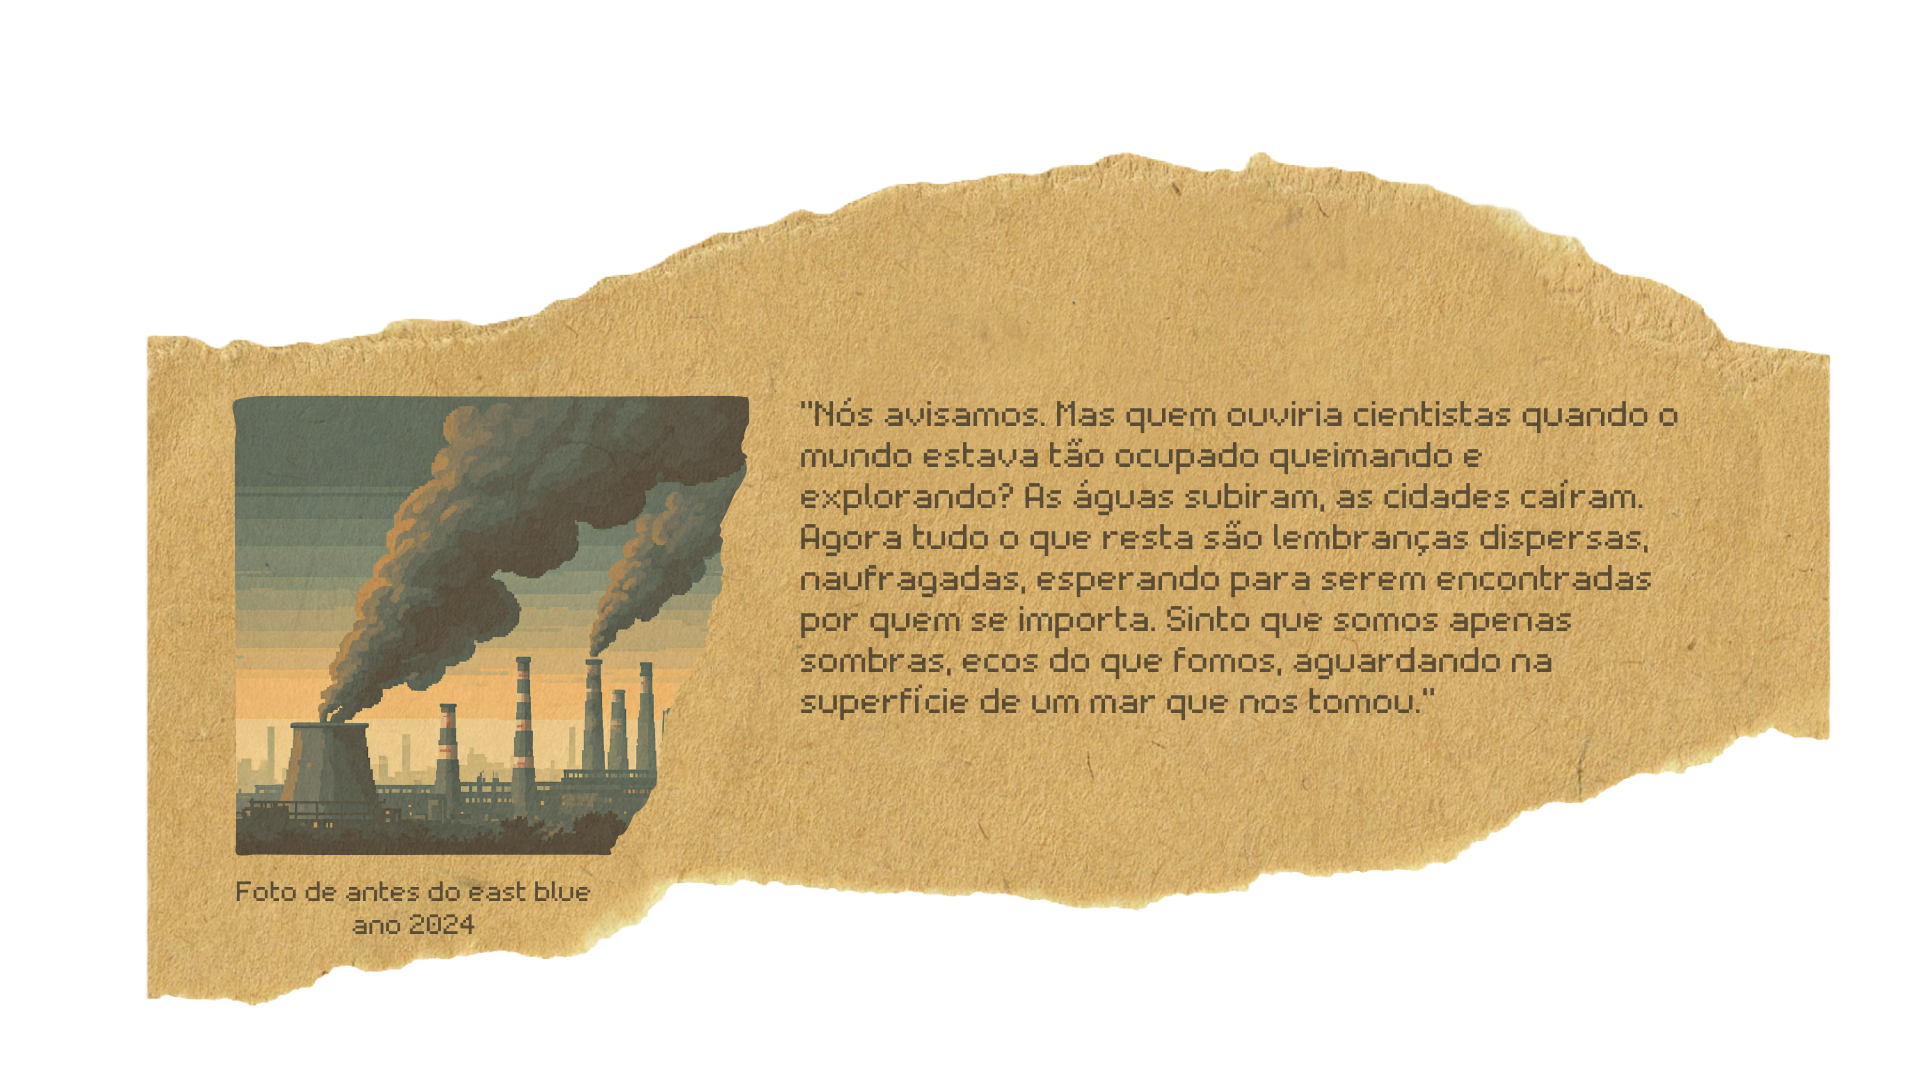 "Nós avisamos. Mas quem ouviria cientistas quando o
mundo estava tão ocupado queimando e
explorando? As águas subiram, as cidades caíram.
Agora tudo o que resta são lembranças dispersas,
naufragadas, esperando para serem encontradas
por quem se importa. Sinto que somos apenas
sombras, ecos do que fomos, aguardando na
superfície de um mar que nos tomou."
Foto de antes do east blue
ano 2024